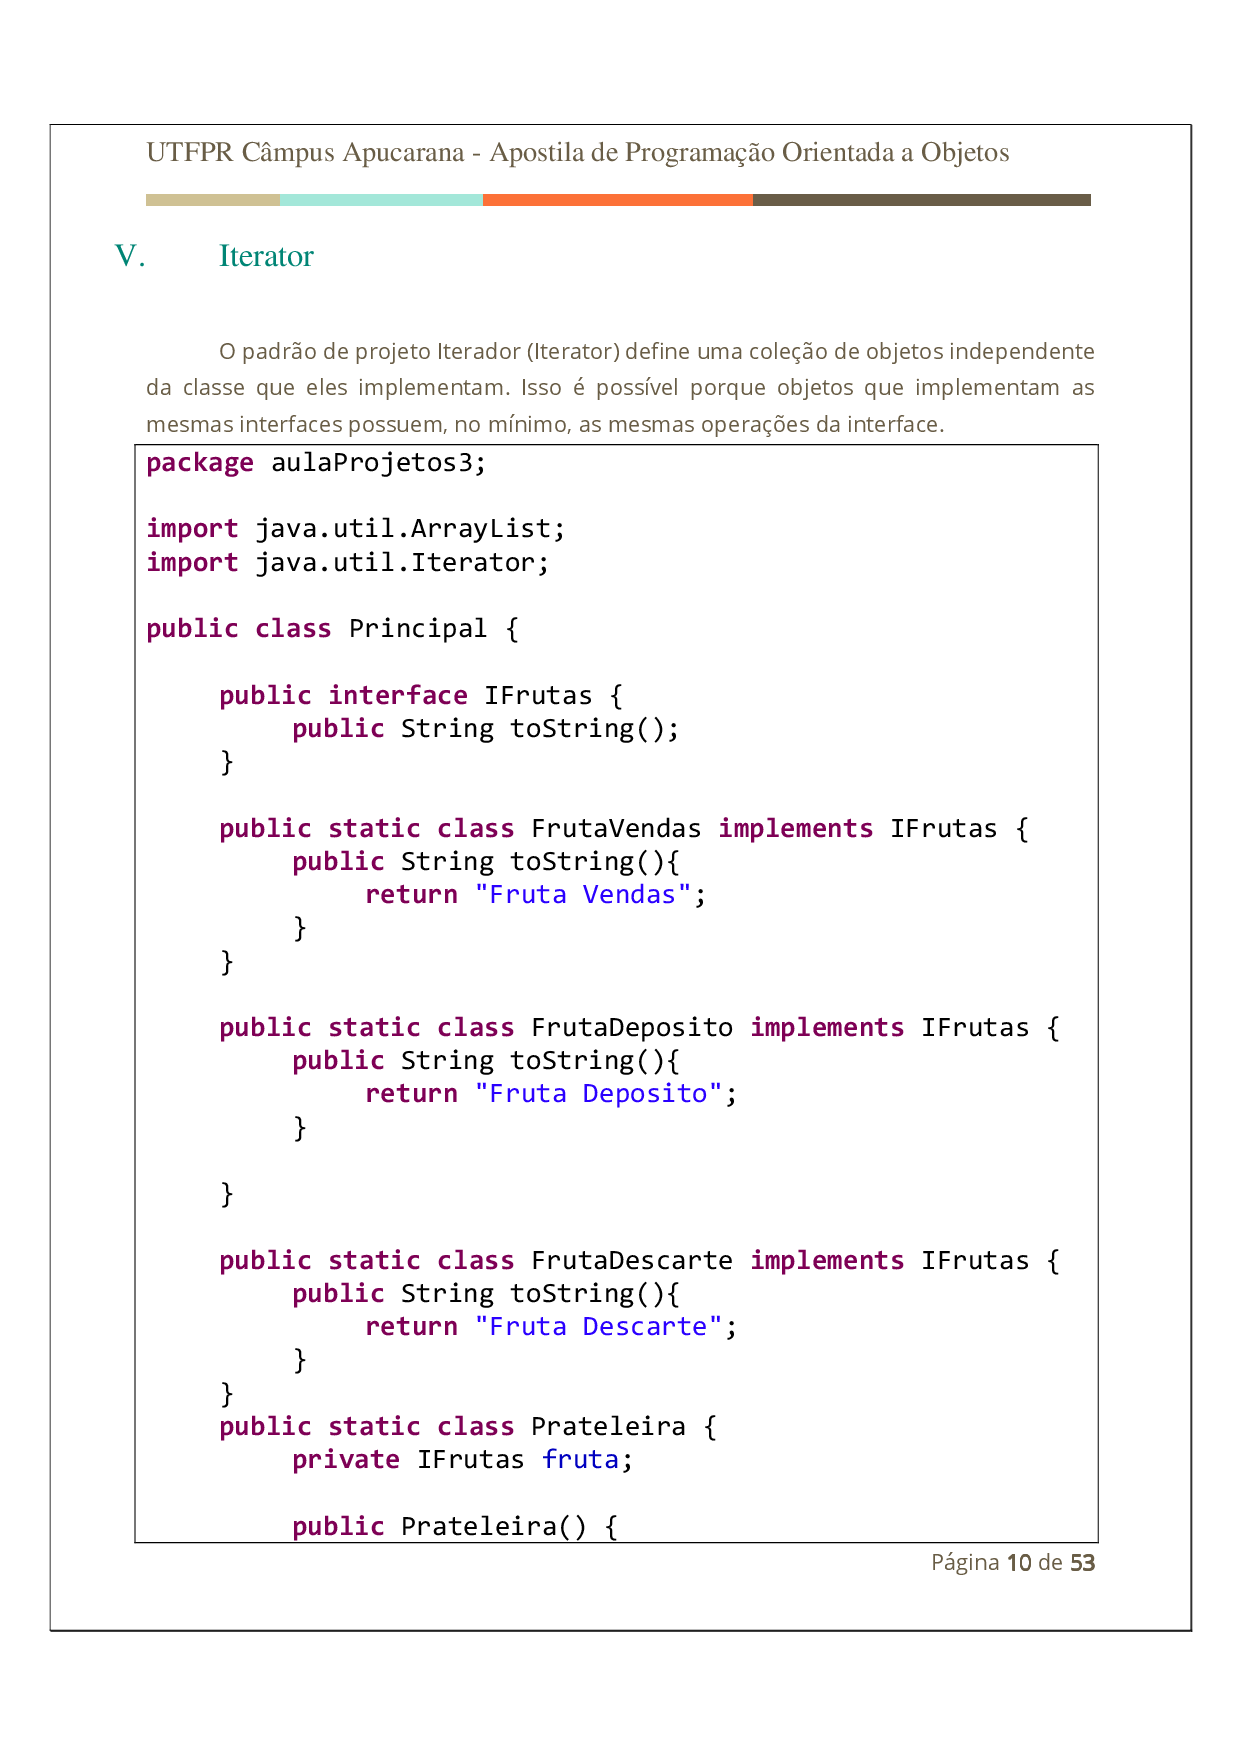 UTFPR Câmpus Apucarana - Apostila de Programação Orientada a Objetos
V. Iterator
O padrão de projeto Iterador (Iterator) define uma coleção de objetos independente
da classe que eles implementam. Isso é possível porque objetos que implementam as
mesmas interfaces possuem, no mínimo, as mesmas operações da interface.
package aulaProjetos3;
import java.util.ArrayList;
import java.util.Iterator;
public class Principal {
public interface IFrutas {
public String toString();
}
public static class FrutaVendas implements IFrutas {
public String toString(){
return "Fruta Vendas";
}
}
public static class FrutaDeposito implements IFrutas {
public String toString(){
return "Fruta Deposito";
}
}
public static class FrutaDescarte implements IFrutas {
public String toString(){
return "Fruta Descarte";
}
}
public static class Prateleira {
private IFrutas fruta;
public Prateleira() {
Página 10 de 53